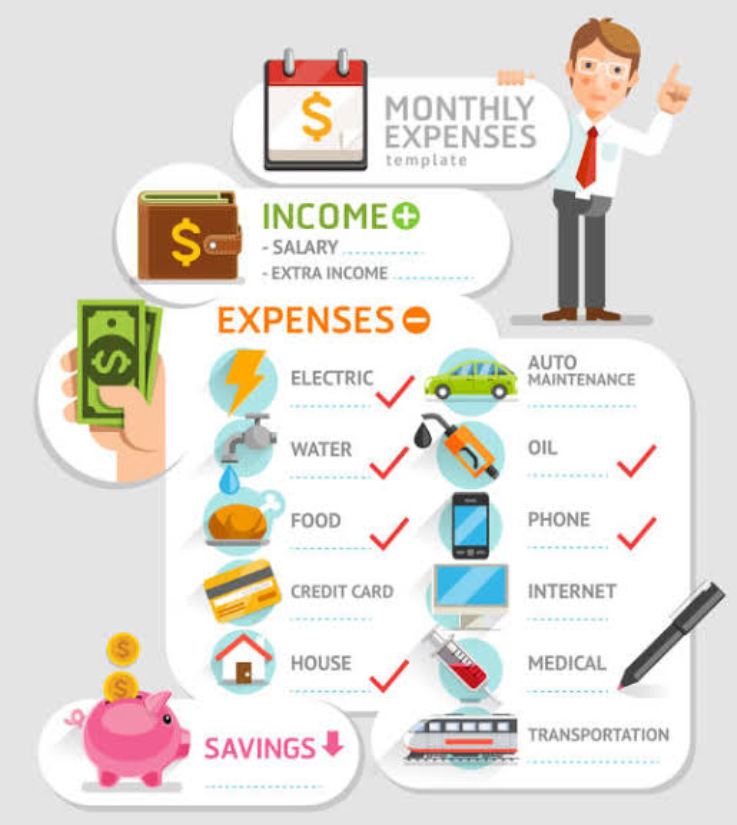 $
MONTHLY
EXPENSES
template
$
INCOME
- SALARY
- EXTRA INCOME
$
EXPENSES
ELECTRIC
WATER
FOOD
CREDIT CARD
HOUSE
AUTO
MAINTENANCE
OIL
PHONE
INTERNET
MEDICAL
TRANSPORTATION
$
$
SAVINGS